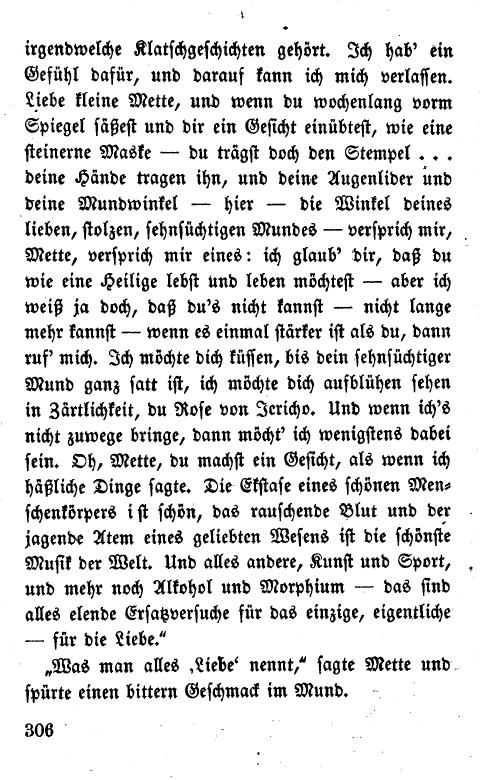 irgendwelche Klatschgeschichten gehört. Ich hab' ein
Gefühl dafür, und darauf kann ich mich verlassen.
Liebe kleine Mette, und wenn du wochenlang vorm
Spiegel säßest und dir ein Gesicht einübtest, wie eine
steinerne Maske — du trägst doch den Stempel . . .
deine Hände tragen ihn, und deine Augenlider und
deine Mundwinkel — hier — die Winkel deines
lieben, stolzen, sehnsüchtigen Mundes — versprich mir,
Mette, versprich mir eines: ich glaub' dir, daß du
wie eine Heilige lebst und leben möchtest — aber ich
weiß ja doch, daß du's nicht kannst — nicht lange
mehr kannst — wenn es einmal stärker ist als du, dann
ruf' mich. Ich möchte dich küssen, bis dein sehnsüchtiger
Mund ganz satt ist, ich möchte dich aufblühen sehen
in Zärtlichkeit, du Rose von Jericho. Und wenn ich's
nicht zuwege bringe, dann möcht' ich wenigstens dabei
sein. Oh, Mette, du machst ein Gesicht, als wenn ich
häßliche Dinge sagte. Die Ekstase eines schönen Men-
schenkörpers ist schön, das rauschende Blut und der
jagende Atem eines geliebten Wesens ist die schönste
Musik der Welt. Und alles andere, Kunst und Sport,
und mehr noch Alkohol und Morphium — das sind
alles elende Ersatzversuche für das einzige, eigentliche
— für die Liebe.“
„Was man alles ‚Liebe‘ nennt,“ sagte Mette und
spürte einen bittern Geschmack im Mund.
306